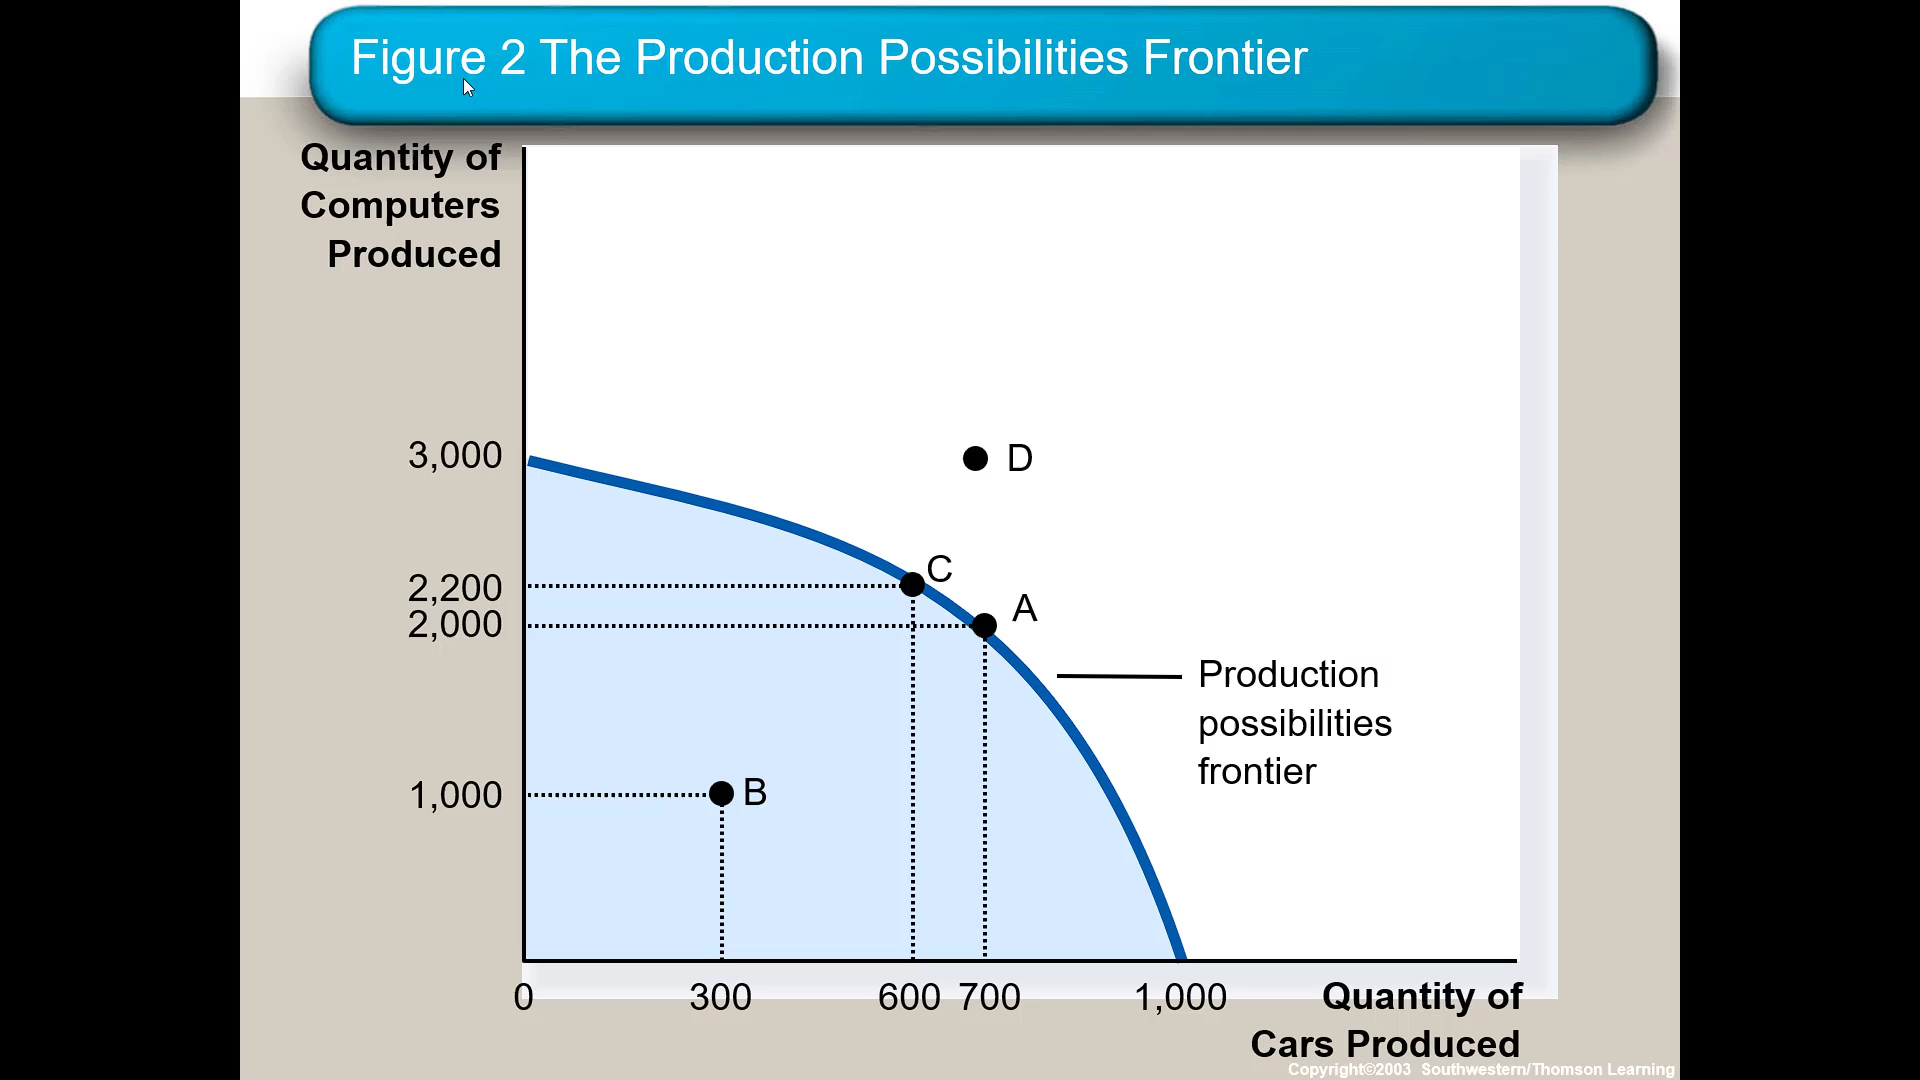 Figure 2 The Production Possibilities Frontier
Quantity of
Computers
Produced
3,000
D
C
2,200
A
2,000
Production
possibilities
frontier
B
1,000
0
300
600
700
1,000
Quantity of
Cars Produced
Copyright©2003 Southwestern/Thomson Learning